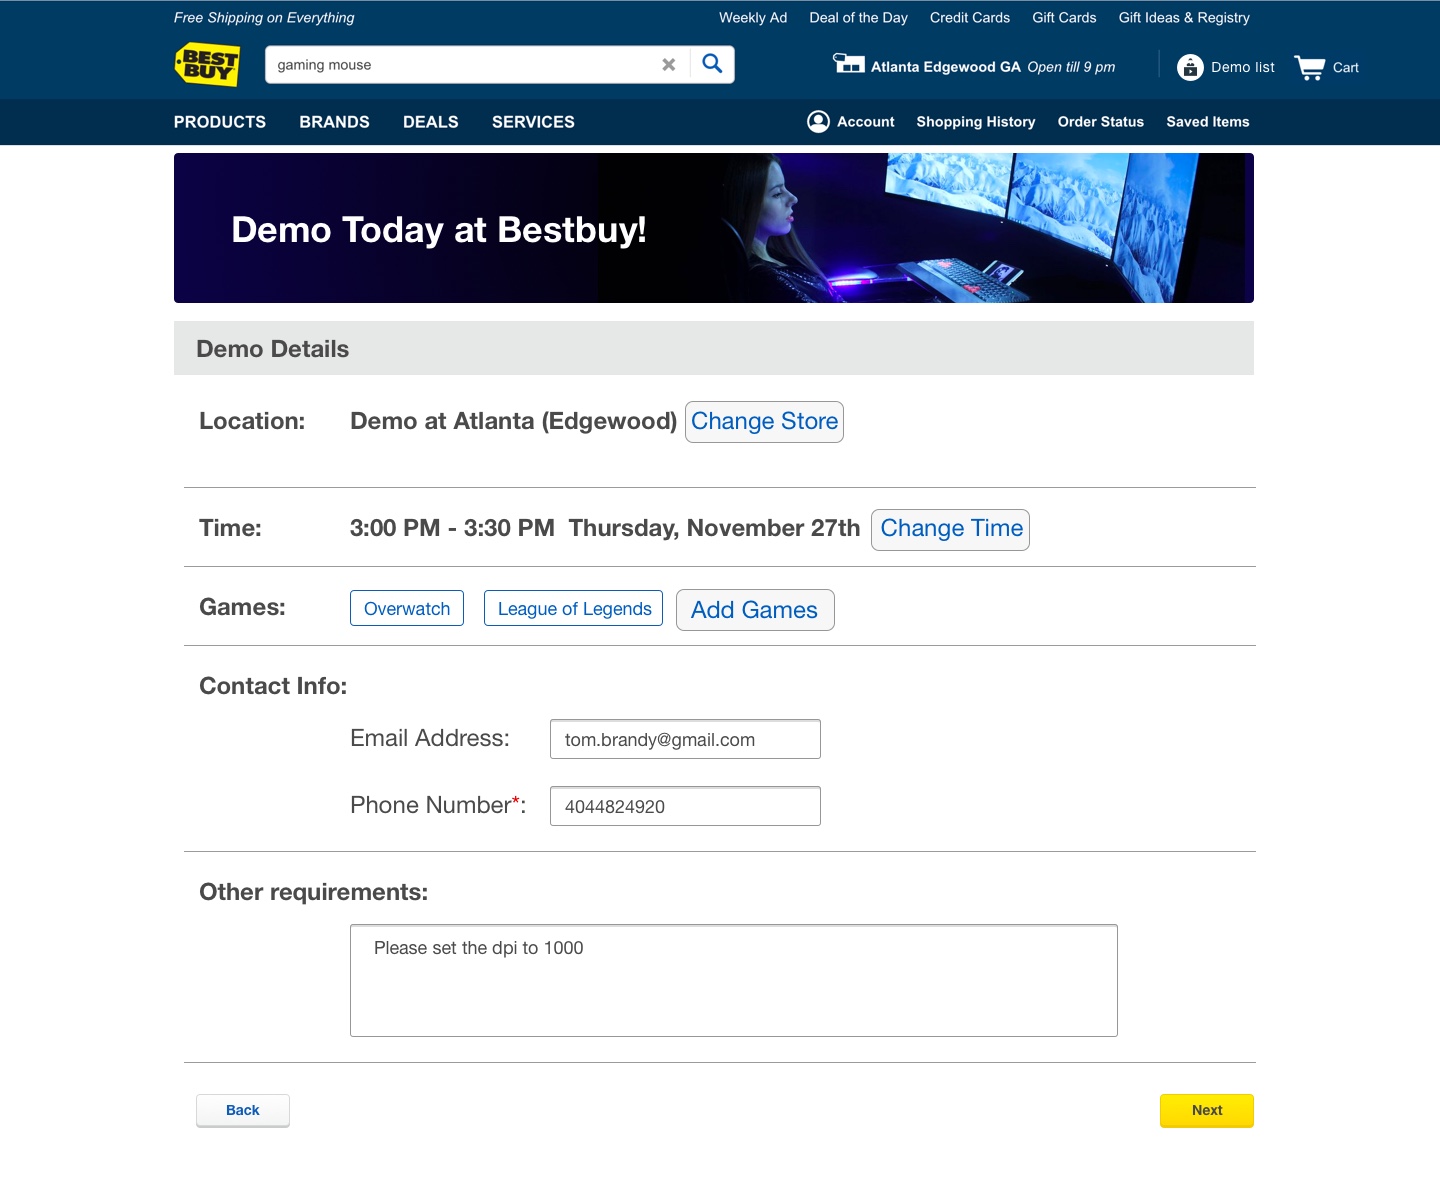 Free Shipping on Everything
Weekly Ad Deal of the Day Credit Cards Gift Cards Gift Ideas & Registry
BEST
BUY
gaming mouse
Atlanta Edgewood GA Open till 9 pm
Demo list
Cart
PRODUCTS BRANDS DEALS SERVICES
Account Shopping History Order Status Saved Items
Demo Today at Bestbuy!
Demo Details
Location: Demo at Atlanta (Edgewood) Change Store
Time: 3:00 PM - 3:30 PM Thursday, November 27th Change Time
Games: Overwatch League of Legends Add Games
Contact Info:
Email Address: tom.brandy@gmail.com
Phone Number*: 4044824920
Other requirements:
Please set the dpi to 1000
Back Next